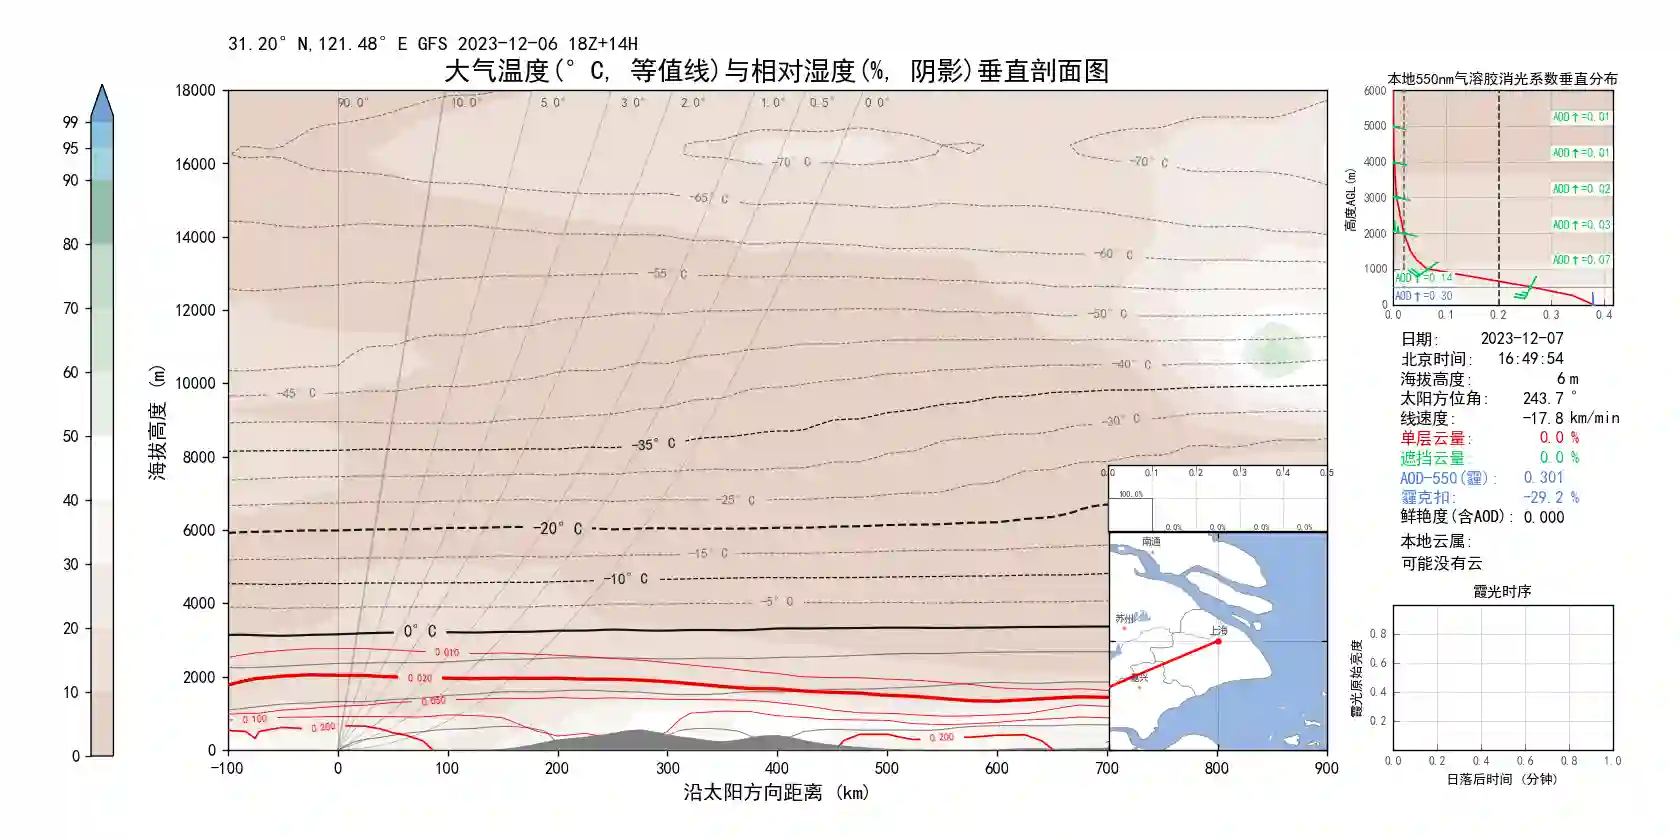 31.20° N,121.48° E GFS 2023-12-06 18Z+14H
大气温度(° C, 等值线)与相对湿度(%, 阴影)垂直剖面图
99
95
90
80
70
60
50
40
30
20
10
0
海拔高度 (m)
18000
16000
14000
12000
10000
8000
6000
4000
2000
0
90.0° 10.0° 5.0° 3.0° 2.0° 1.0° 0.5° 0.0°
-70° C -70° C
-65° C
-60° C
-55 ° C
-50° C
-40° C
-45° C
-30° C
-35° C
-25° C
-20° C
-15° C
-10° C
-5° C
0° C
0.010
0.020
0.050
0.100
0.200
0.200
-100 0 100 200 300 400 500 600 700 800 900
沿太阳方向距离 (km)
0.0 0.1 0.2 0.3 0.4 0.5
100.0%
0.0% 0.0% 0.0% 0.0%
南通
苏州
上海
嘉兴
本地550nm气溶胶消光系数垂直分布
高度AGL(m)
6000
5000
4000
3000
2000
1000
0
AOD↑=0.01
AOD↑=0.01
AOD↑=0.02
AOD↑=0.03
AOD↑=0.07
AOD↑=0.14
AOD↑=0.30
0.0 0.1 0.2 0.3 0.4
日期: 2023-12-07
北京时间: 16:49:54
海拔高度: 6 m
太阳方位角: 243.7 °
线速度: -17.8 km/min
单层云量: 0.0 %
遮挡云量: 0.0 %
AOD-550(霾): 0.301
霾克扣: -29.2 %
鲜艳度(含AOD): 0.000
本地云属:
可能没有云
霞光时序
霞光原始亮度
0.8
0.6
0.4
0.2
0.0 0.2 0.4 0.6 0.8 1.0
日落后时间 (分钟)